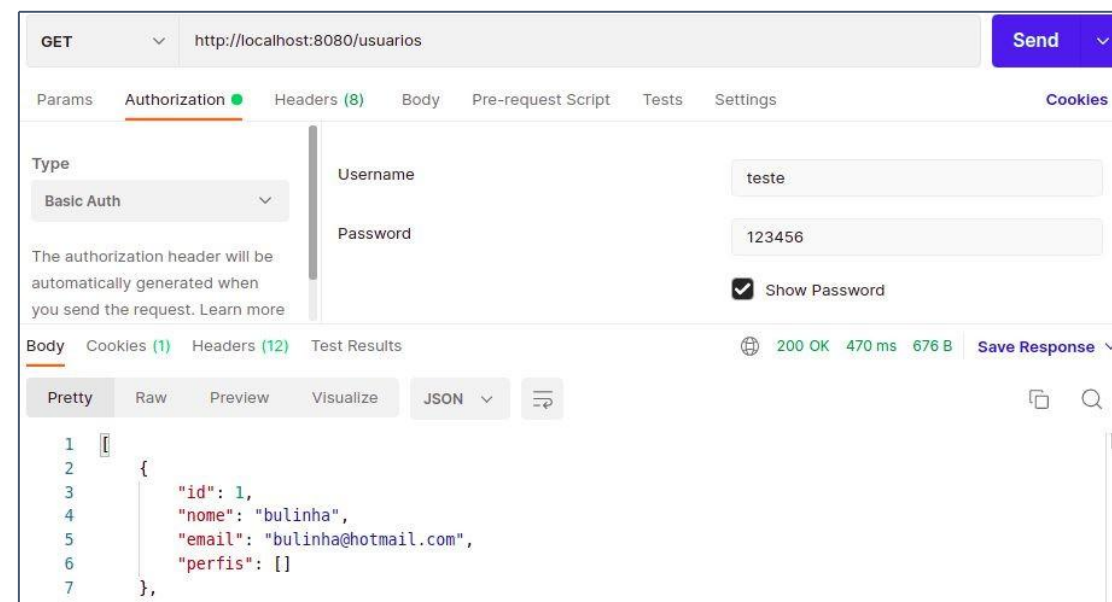 GET http://localhost:8080/usuarios Send
Params Authorization Headers (8) Body Pre-request Script Tests Settings Cookies
Type
Basic Auth
The authorization header will be
automatically generated when
you send the request. Learn more
Username teste
Password 123456
Show Password
Body Cookies (1) Headers (12) Test Results 200 OK 470 ms 676 B Save Response
Pretty Raw Preview Visualize JSON
1 [
2 {
3 "id": 1,
4 "nome": "bulinha",
5 "email": "bulinha@hotmail.com",
6 "perfis": []
7 },